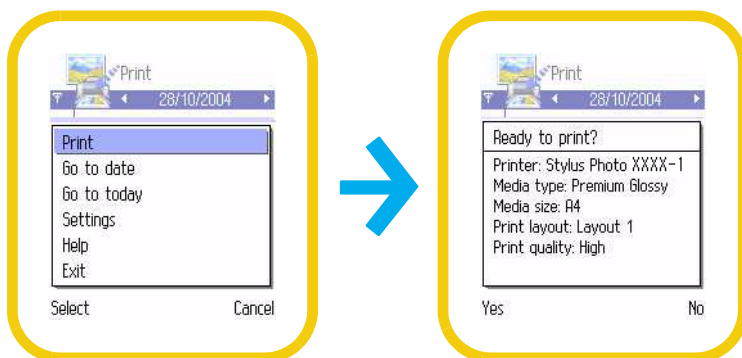 Print
28/10/2004
Print
Go to date
Go to today
Settings
Help
Exit
Select Cancel
Print
28/10/2004
Ready to print?
Printer: Stylus Photo XXXX-1
Media type: Premium Glossy
Media size: A4
Print layout: Layout 1
Print quality: High
Yes No